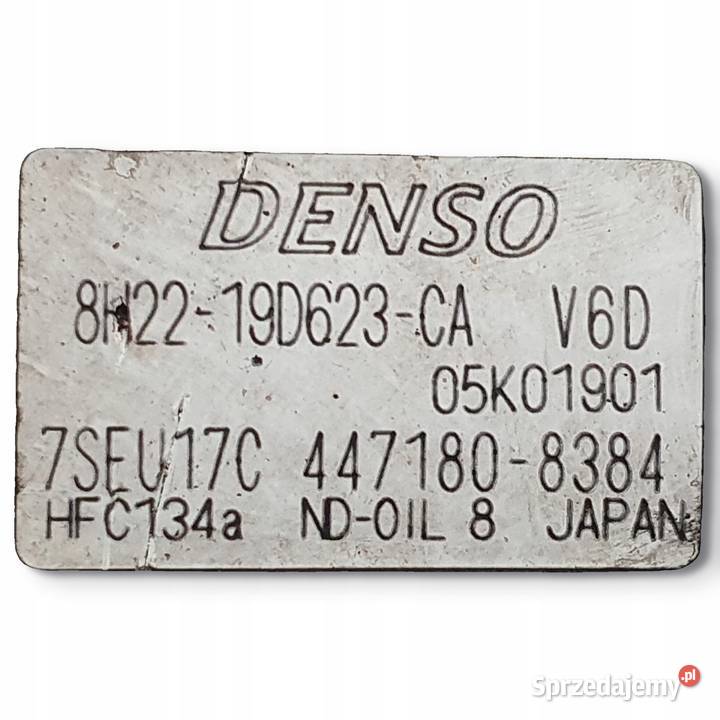 DENSO
8H22-19D623-CA V6D
05K01901
7SEU17C 447180-8384
HFC134a ND-OIL 8 JAPAN
Sprzedajemy.pl